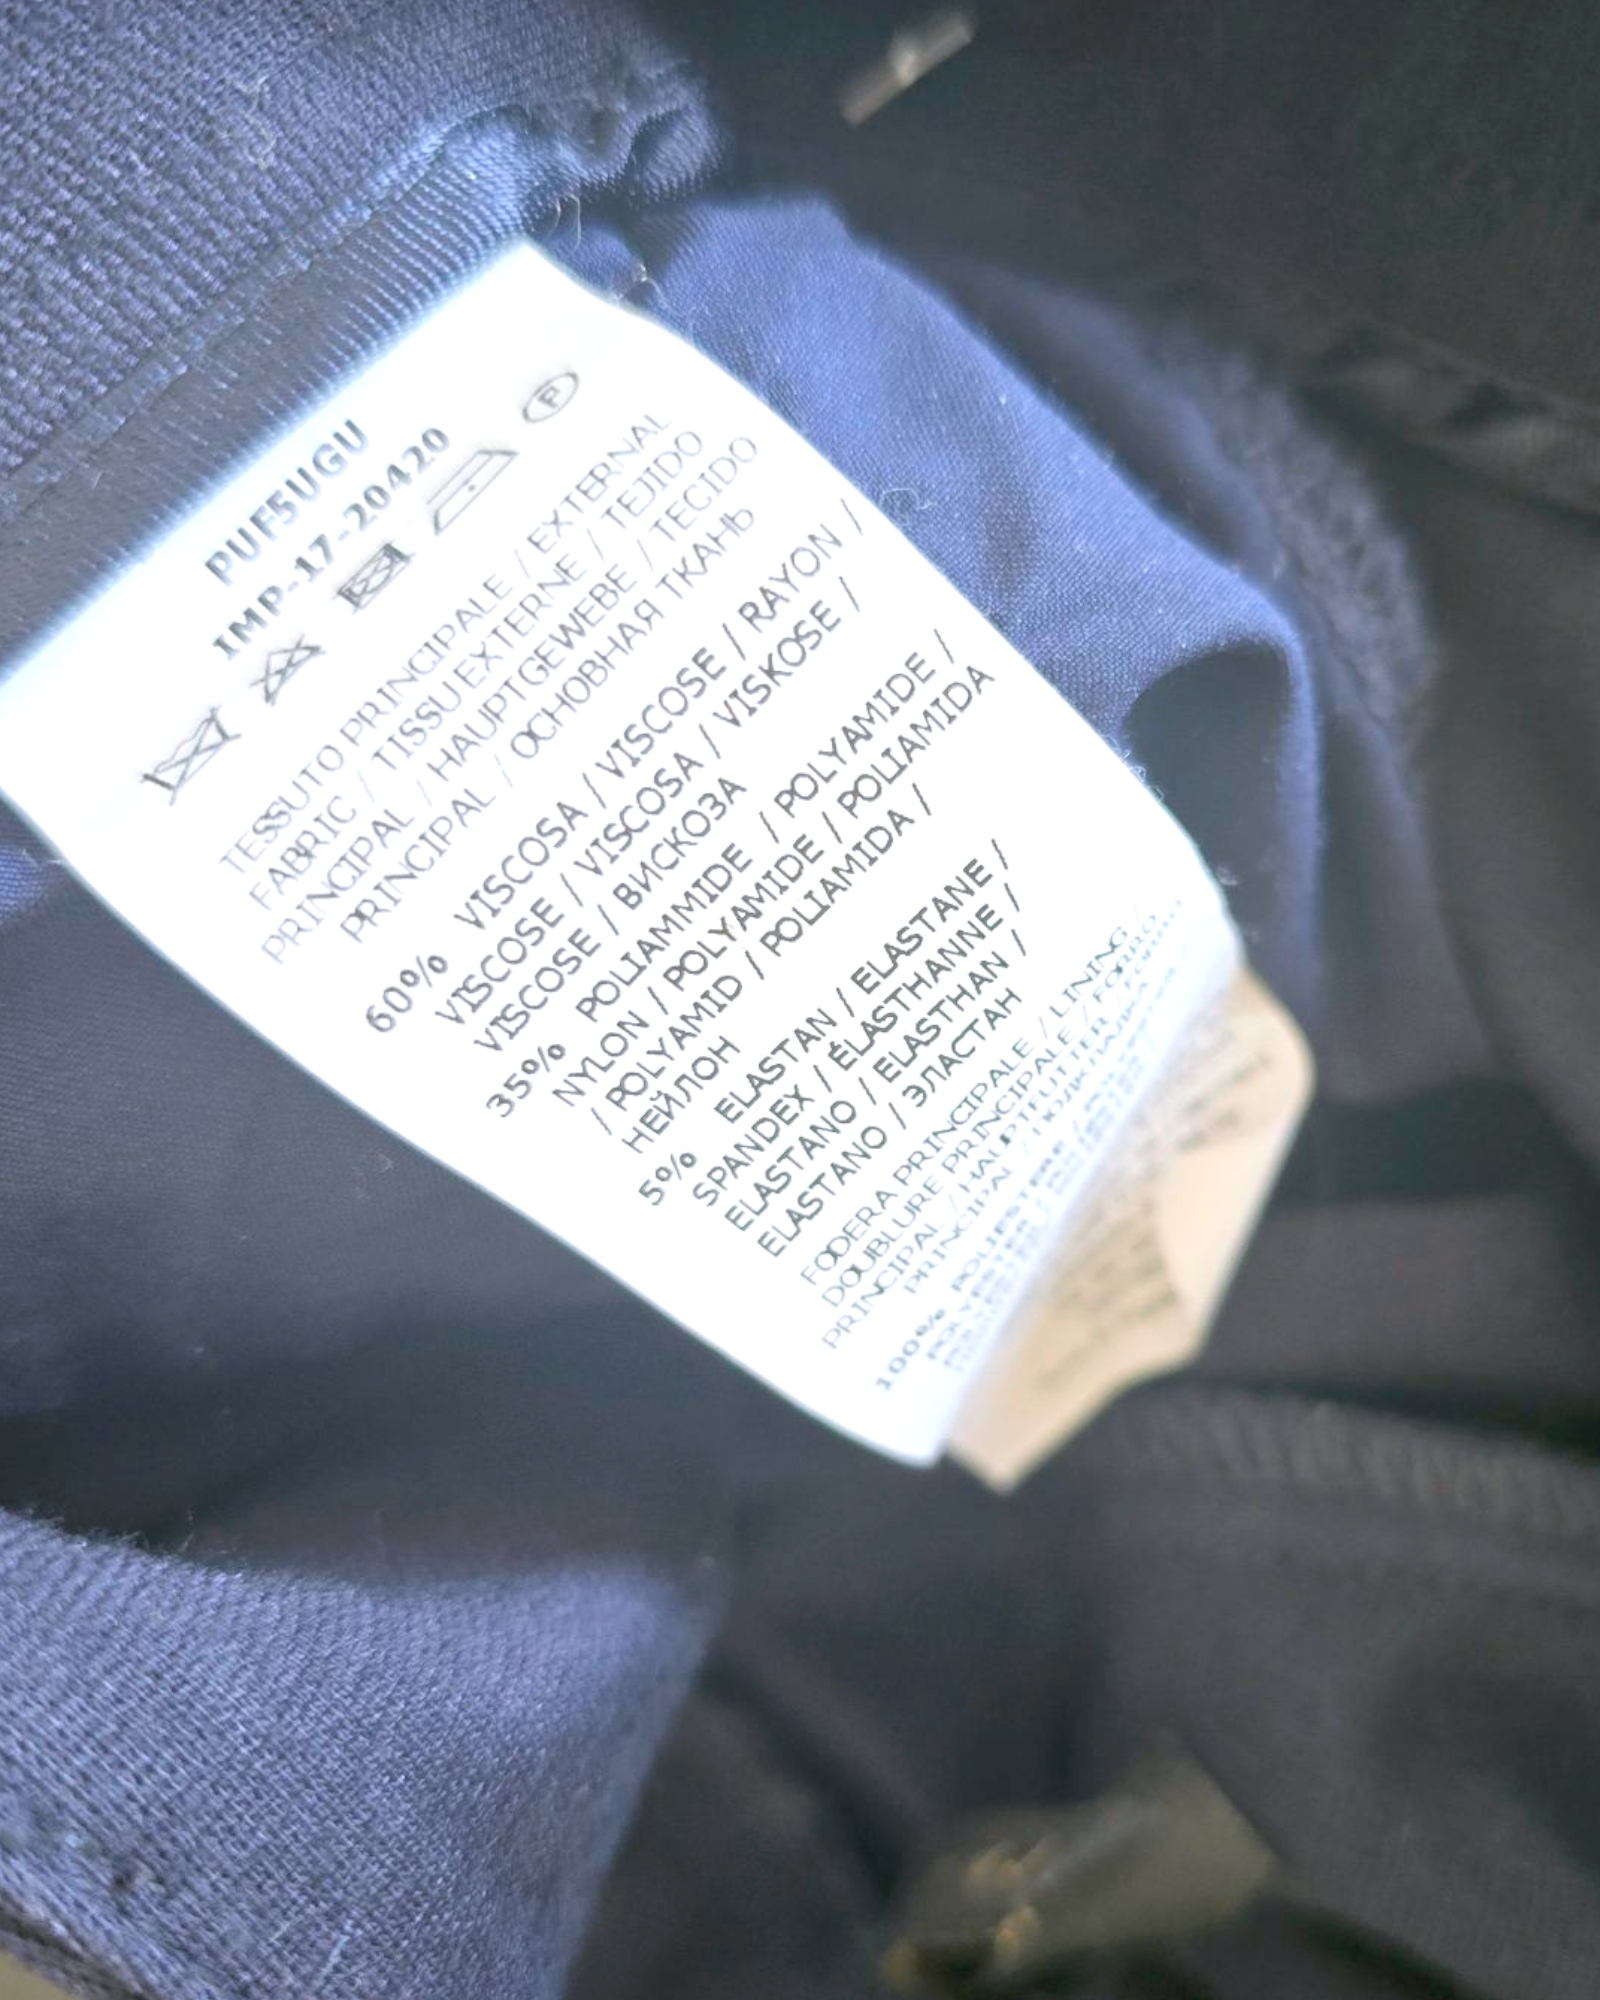 PUF5UGU
IMP-17-20420
P
TESSUTO PRINCIPALE / EXTERNAL
FABRIC / TISSU EXTERNE / TEJIDO
PRINCIPAL / HAUPTGEWEBE / TECIDO
PRINCIPAL / ОСНОВНАЯ ТКАНЬ
60% VISCOSA / VISCOSE / RAYON /
VISCOSE / VISCOSA / VISKOSE /
VISCOSE / ВИСКОЗА
35% POLIAMMIDE / POLYAMIDE /
NYLON / POLYAMIDE / POLIAMIDA
/ POLYAMID / POLIAMIDA /
НЕЙЛОН
5% ELASTAN / ELASTANE /
SPANDEX / ÉLASTHANNE /
ELASTANO / ELASTHAN /
ELASTANO / ЭЛАСТАН
FODERA PRINCIPALE / LINING /
DOUBLURE PRINCIPALE / FORRO
PRINCIPAL / HAUPTFUTTER /
PRINCIPAL /
100% POLIESTERE /
POLYESTER /